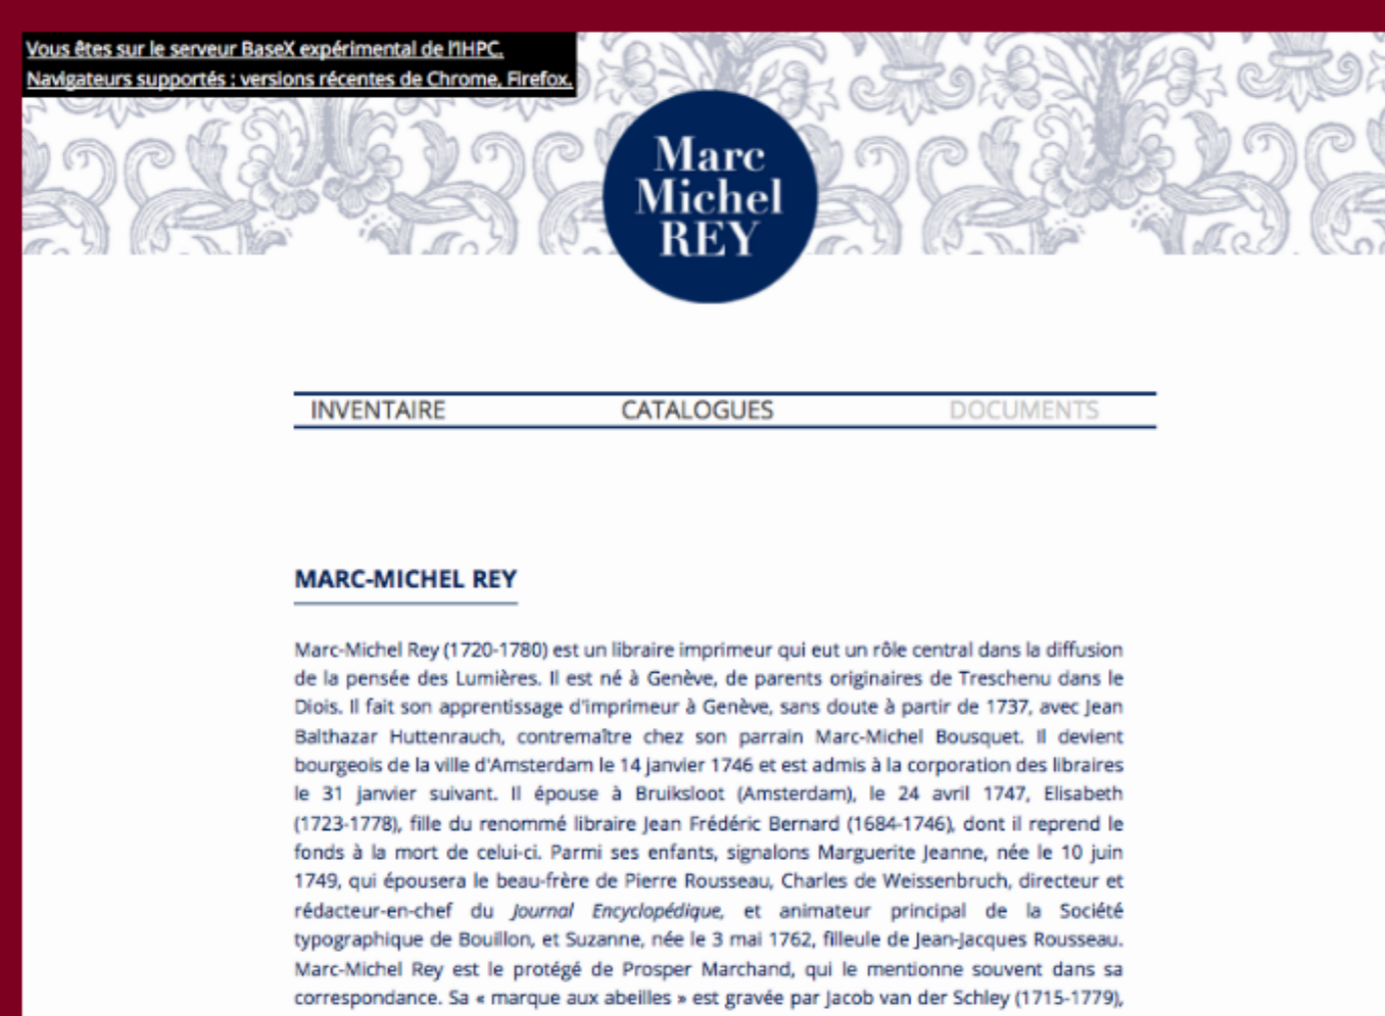 Vous êtes sur le serveur BaseX expérimental de l'IHPC.
Navigateurs supportés : versions récentes de Chrome, Firefox.
Marc
Michel
REY
INVENTAIRE CATALOGUES DOCUMENTS
MARC-MICHEL REY
Marc-Michel Rey (1720-1780) est un libraire imprimeur qui eut un rôle central dans la diffusion
de la pensée des Lumières. Il est né à Genève, de parents originaires de Treschenu dans le
Diois. Il fait son apprentissage d'imprimeur à Genève, sans doute à partir de 1737, avec Jean
Balthazar Huttenrauch, contremaître chez son parrain Marc-Michel Bousquet. Il devient
bourgeois de la ville d'Amsterdam le 14 janvier 1746 et est admis à la corporation des libraires
le 31 janvier suivant. Il épouse à Bruiksloot (Amsterdam), le 24 avril 1747, Elisabeth
(1723-1778), fille du renommé libraire Jean Frédéric Bernard (1684-1746), dont il reprend le
fonds à la mort de celui-ci. Parmi ses enfants, signalons Marguerite Jeanne, née le 10 juin
1749, qui épousera le beau-frère de Pierre Rousseau, Charles de Weissenbruch, directeur et
rédacteur-en-chef du Journal Encyclopédique, et animateur principal de la Société
typographique de Bouillon, et Suzanne, née le 3 mai 1762, filleule de Jean-Jacques Rousseau.
Marc-Michel Rey est le protégé de Prosper Marchand, qui le mentionne souvent dans sa
correspondance. Sa « marque aux abeilles » est gravée par Jacob van der Schley (1715-1779),